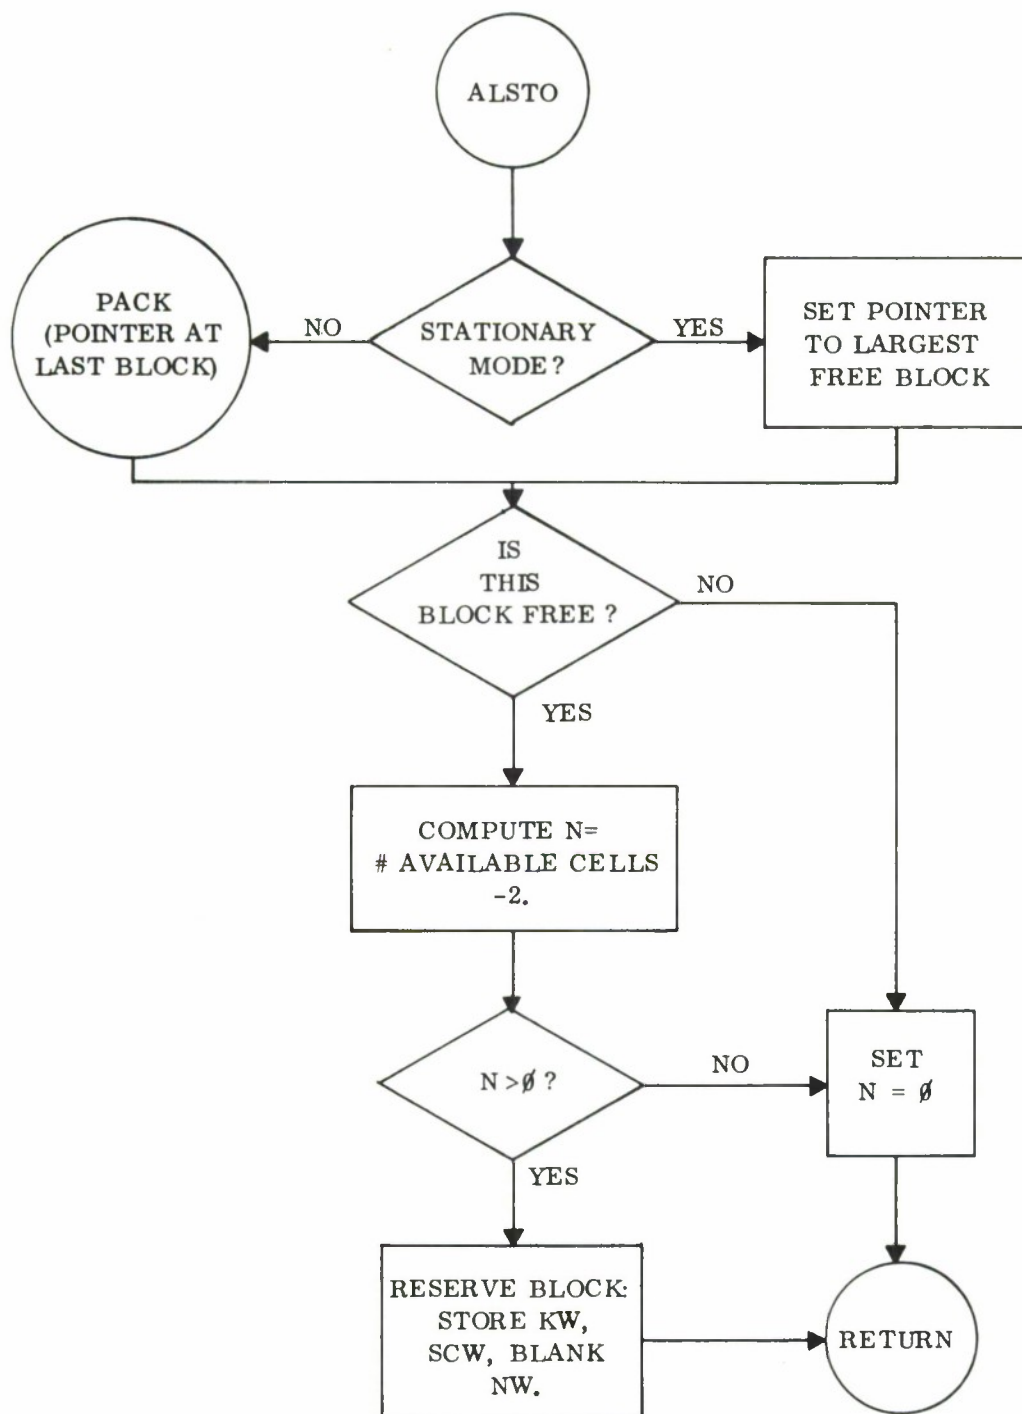 ALSTO
PACK
(POINTER AT
LAST BLOCK)
NO
STATIONARY
MODE?
YES
SET POINTER
TO LARGEST
FREE BLOCK
IS
THIS
BLOCK FREE ?
NO
YES
COMPUTE N=
# AVAILABLE CELLS
-2.
N >∅ ?
NO
SET
N = ∅
YES
RESERVE BLOCK:
STORE KW,
SCW, BLANK
NW.
RETURN